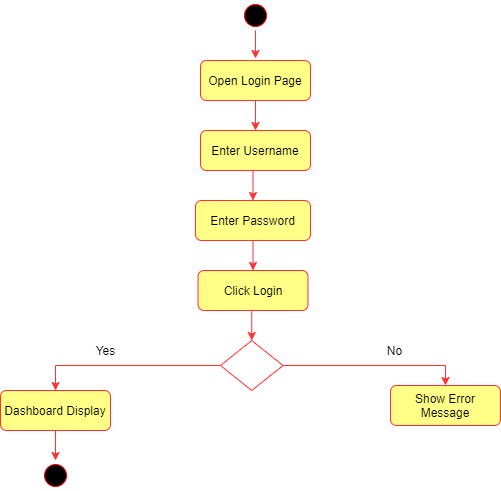 Open Login Page
Enter Username
Enter Password
Click Login
Yes
No
Dashboard Display
Show Error
Message